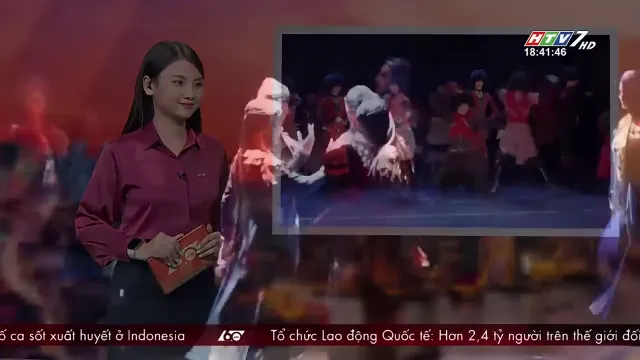 HTV7 HD
18:41:46
ố ca sốt xuất huyết ở Indonesia 60 Tổ chức Lao động Quốc tế: Hơn 2,4 tỷ người trên thế giới đối